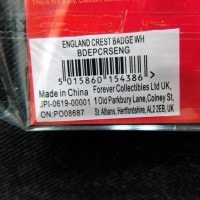 ENGLAND CREST BADGE WH
BDEPCRSENG
5 015860 154386 >
Made in China
Forever Collectibles Ltd UK,
JPI-0619-00001
1 Old Parkbury Lane,Colney St,
ON:PO08687
St. Albans, Hertfordshire, AL2 2EB, UK